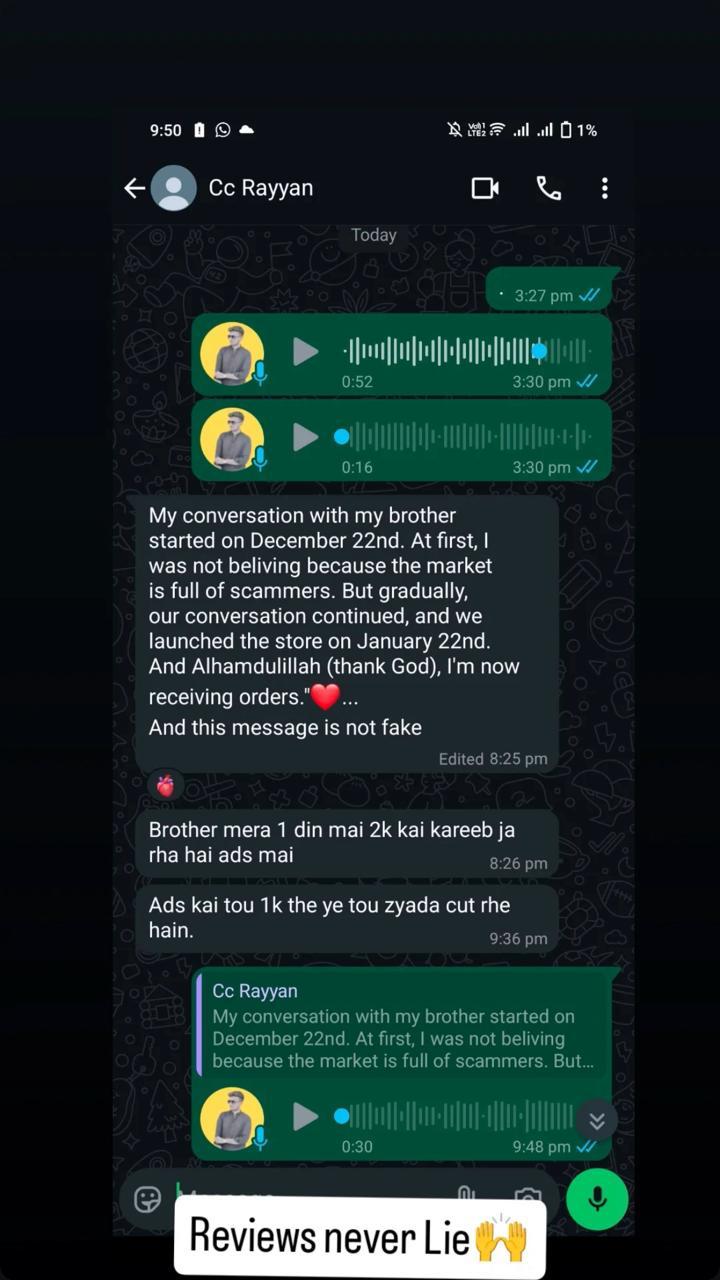 9:50
Vo)) 1
LTE2
1%
Cc Rayyan
Today
. 3:27 pm
0:52 3:30 pm
0:16 3:30 pm
My conversation with my brother
started on December 22nd. At first, I
was not beliving because the market
is full of scammers. But gradually,
our conversation continued, and we
launched the store on January 22nd.
And Alhamdulillah (thank God), I'm now
receiving orders."❤️...
And this message is not fake
Edited 8:25 pm
Brother mera 1 din mai 2k kai kareeb ja
rha hai ads mai
8:26 pm
Ads kai tou 1k the ye tou zyada cut rhe
hain.
9:36 pm
Cc Rayyan
My conversation with my brother started on
December 22nd. At first, I was not beliving
because the market is full of scammers. But...
0:30 9:48 pm
Reviews never Lie🙌